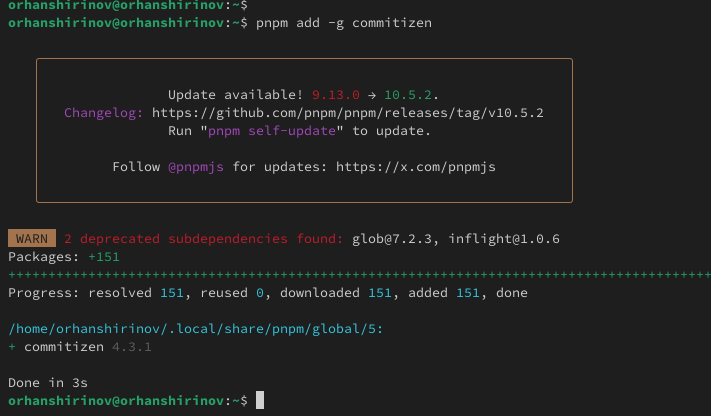 orhanshirinov@orhanshirinov:~$
orhanshirinov@orhanshirinov:~$ pnpm add -g commitizen
Update available! 9.13.0 → 10.5.2.
Changelog: https://github.com/pnpm/pnpm/releases/tag/v10.5.2
Run "pnpm self-update" to update.
Follow @pnpmjs for updates: https://x.com/pnpmjs
WARN 2 deprecated subdependencies found: glob@7.2.3, inflight@1.0.6
Packages: +151
++++++++++++++++++++++++++++++++++++++++++++++++++++++++++++++++++++++++++++++++++++++++
Progress: resolved 151, reused 0, downloaded 151, added 151, done
/home/orhanshirinov/.local/share/pnpm/global/5:
+ commitizen 4.3.1
Done in 3s
orhanshirinov@orhanshirinov:~$